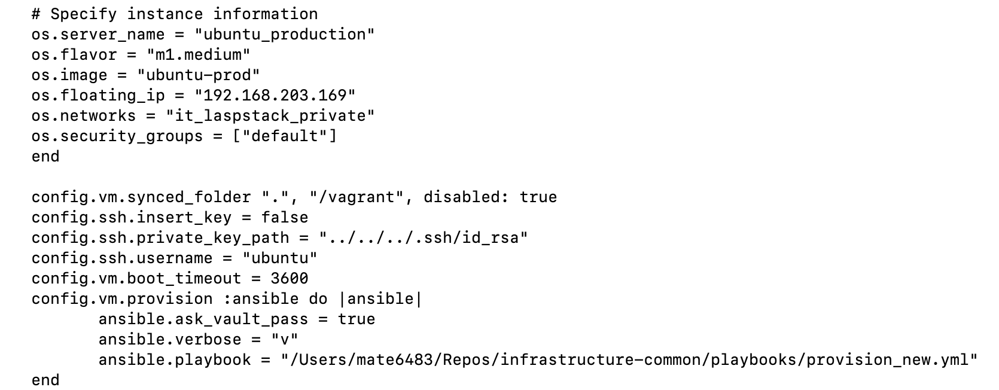 # Specify instance information
os.server_name = "ubuntu_production"
os.flavor = "m1.medium"
os.image = "ubuntu-prod"
os.floating_ip = "192.168.203.169"
os.networks = "it_laspstack_private"
os.security_groups = ["default"]
end

config.vm.synced_folder ".", "/vagrant", disabled: true
config.ssh.insert_key = false
config.ssh.private_key_path = "../../../.ssh/id_rsa"
config.ssh.username = "ubuntu"
config.vm.boot_timeout = 3600
config.vm.provision :ansible do |ansible|
       ansible.ask_vault_pass = true
       ansible.verbose = "v"
       ansible.playbook = "/Users/mate6483/Repos/infrastructure-common/playbooks/provision_new.yml"
end